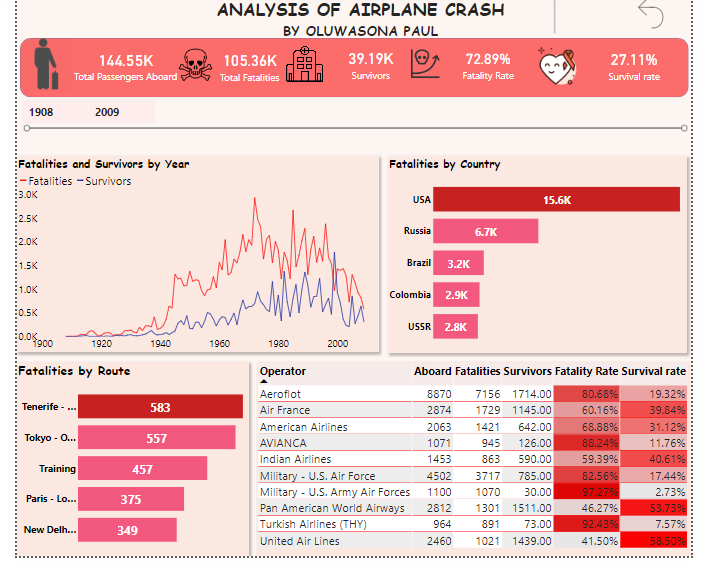 ANALYSIS OF AIRPLANE CRASH
BY OLUWASONA PAUL
144.55K 105.36K 39.19K 72.89% 27.11%
Total Passengers Aboard Total Fatalities Survivors Fatality Rate Survival rate
1908 2009
Fatalities and Survivors by Year
Fatalities Survivors
3.0K
2.5K
2.0K
1.5K
1.0K
0.5K
0.0K
1900 1920 1940 1960 1980 2000
Fatalities by Country
USA 15.6K
Russia 6.7K
Brazil 3.2K
Colombia 2.9K
USSR 2.8K
Fatalities by Route
Tenerife - ... 583
Tokyo - O... 557
Training 457
Paris - Lo... 375
New Delh... 349
Operator Aboard Fatalities Survivors Fatality Rate Survival rate
Aeroflot 8870 7156 1714.00 80.68% 19.32%
Air France 2874 1729 1145.00 60.16% 39.84%
American Airlines 2063 1421 642.00 68.88% 31.12%
AVIANCA 1071 945 126.00 88.24% 11.76%
Indian Airlines 1453 863 590.00 59.39% 40.61%
Military - U.S. Air Force 4502 3717 785.00 82.56% 17.44%
Military - U.S. Army Air Forces 1100 1070 30.00 97.27% 2.73%
Pan American World Airways 2812 1301 1511.00 46.27% 53.73%
Turkish Airlines (THY) 964 891 73.00 92.43% 7.57%
United Air Lines 2460 1021 1439.00 41.50% 58.50%